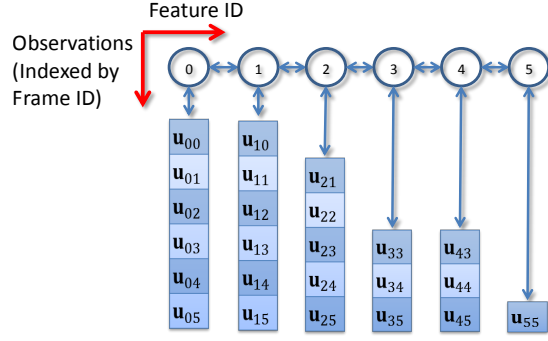 Feature ID
Observations
(Indexed by
Frame ID)
0 1 2 3 4 5
u00 u10
u01 u11 u21
u02 u12 u22
u03 u13 u23 u33 u43
u04 u14 u24 u34 u44
u05 u15 u25 u35 u45 u55